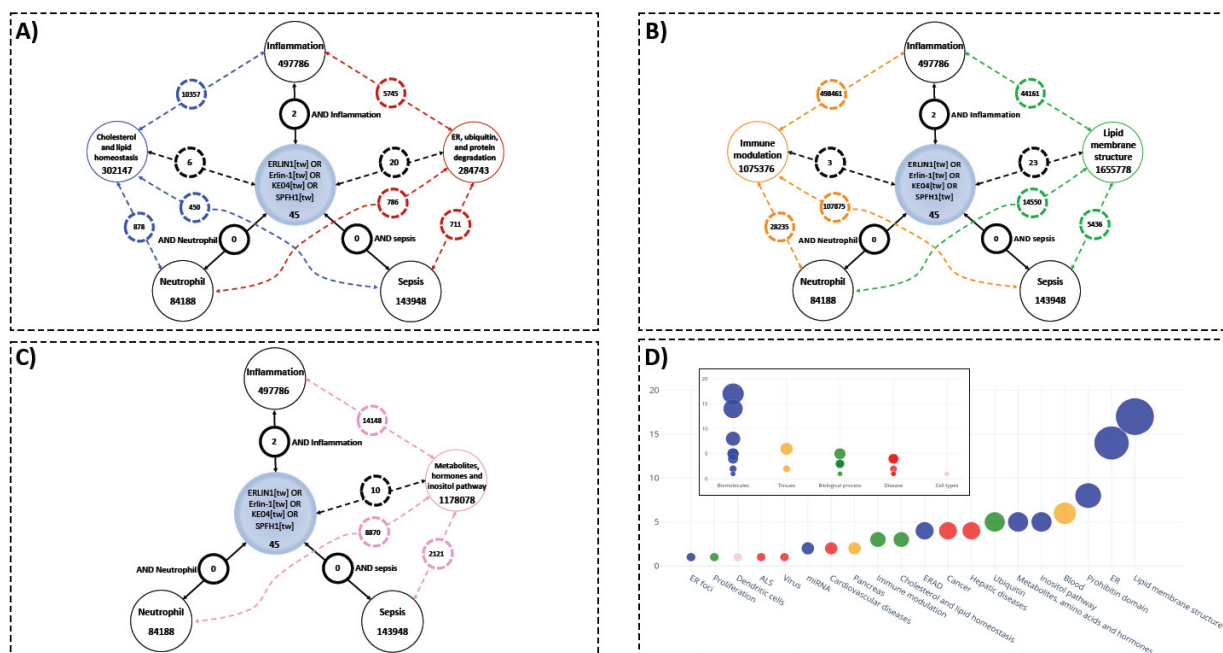 A)
Inflammation
497786
10357
5745
2
AND Inflammation
Cholesterol
and lipid
homeostasis
302147
6
20
ER, ubiquitin,
and protein
degradation
284743
ERLIN1[tw] OR
Erlin-1[tw] OR
KE04[tw] OR
SPFH1[tw]
45
450
786
878
711
AND Neutrophil
0
0
AND sepsis
Neutrophil
84188
Sepsis
143948
B)
Inflammation
497786
498461
44161
2
AND Inflammation
Immune
modulation
1075376
3
23
Lipid
membrane
structure
1655778
ERLIN1[tw] OR
Erlin-1[tw] OR
KE04[tw] OR
SPFH1[tw]
45
107875
14550
28235
5436
AND Neutrophil
0
0
AND sepsis
Neutrophil
84188
Sepsis
143948
C)
Inflammation
497786
14148
2
AND Inflammation
Metabolites,
hormones and
inositol pathway
1178078
10
ERLIN1[tw] OR
Erlin-1[tw] OR
KE04[tw] OR
SPFH1[tw]
45
8870
2121
AND Neutrophil
0
0
AND sepsis
Neutrophil
84188
Sepsis
143948
D)
20
15
10
5
0
20
15
10
5
0
Biomolecules
Tissues
Biological process
Disease
Cell types
ER foci
Proliferation
Dendritic cells
ALS
Virus
miRNA
Cardiovascular diseases
Pancreas
Immune modulation
Cholesterol and lipid homeostasis
ERAD
Cancer
Hepatic diseases
Ubiquitin
Metabolites, amino acids and hormones
Inositol pathway
Blood
Prohibitin domain
ER
Lipid membrane structure